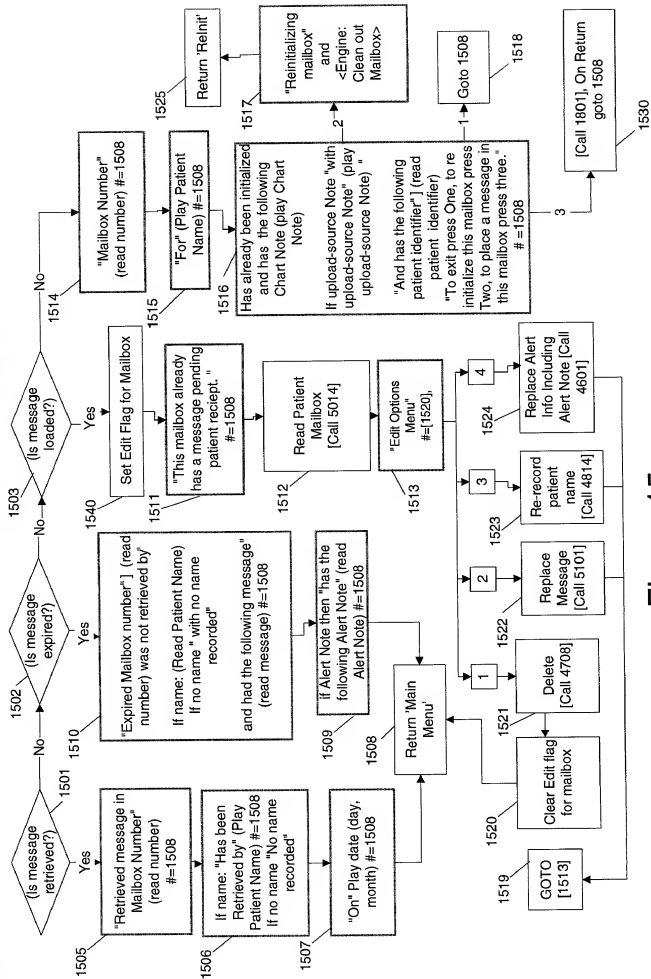 (Is message
retrieved?)
1501
No
Yes
1505
"Retrieved message in
Mailbox Number"
(read number)
#=1508
1506
If name: "Has been
Retrieved by" (Play
Patient Name) #=1508
If no name "No name
recorded"
1507
"On" Play date (day,
month) #=1508
1502
(Is message
expired?)
No
Yes
1510
"Expired Mailbox number" ] (read
number) was not retrieved by"
If name: (Read Patient Name)
If no name " with no name
recorded"
and had the following message"
(read message) #=1508
1509
if Alert Note then "has the
following Alert Note" (read
Alert Note) #=1508
1508
Return 'Main
Menu'
1503
(Is message
loaded?)
No
Yes
1540
Set Edit Flag for Mailbox
1511
"This mailbox already
has a message pending
patient reciept. "
#=1508
1512
Read Patient
Mailbox
[Call 5014]
1513
"Edit Options
Menu"
#=[1520],
1
2
3
4
1521
Delete
[Call 4708]
1522
Replace
Message
[Call 5101]
1523
Re-record
patient
name
[Call 4814]
1524
Replace Alert
Info Including
Alert Note [Call
4601]
1520
Clear Edit flag
for mailbox
1519
GOTO
[1513]
1514
"Mailbox Number"
(read number) #=1508
1515
"For" (Play Patient
Name) #=1508
1516
Has already been initialized
and has the following
Chart Note (play Chart
Note)
If upload-source Note "with
upload-source Note" (play
upload-source Note) "
"And has the following
patient identifier" ] (read
patient identifier)
"To exit press One, to re
initialize this mailbox press
Two, to place a message in
this mailbox press three."
# =1508
2
1
3
1525
Return 'ReInit'
1517
"Reinitializing
mailbox"
and
<Engine:
Clean out
Mailbox>
Goto 1508
1518
[Call 1801], On Return
goto 1508
1530